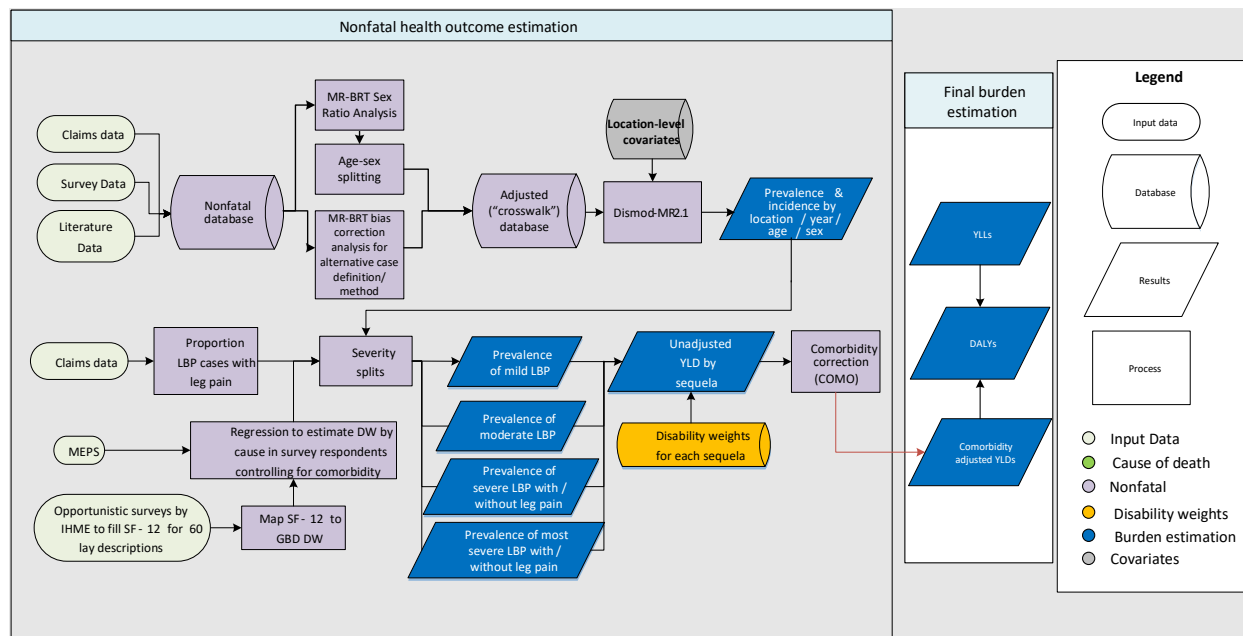 Nonfatal health outcome estimation
Claims data
Survey Data
Literature
Data
Nonfatal
database
MR-BRT Sex
Ratio Analysis
Age-sex
splitting
MR-BRT bias
correction
analysis for
alternative case
definition/
method
Adjusted
("crosswalk")
database
Location-level
covariates
Dismod-MR2.1
Prevalence &
incidence by
location / year /
age / sex
Claims data
Proportion
LBP cases with
leg pain
Severity
splits
MEPS
Regression to estimate DW by
cause in survey respondents
controlling for comorbidity
Opportunistic surveys by
IHME to fill SF - 12 for 60
lay descriptions
Map SF - 12 to
GBD DW
Prevalence
of mild LBP
Prevalence of
moderate LBP
Prevalence of
severe LBP with /
without leg pain
Prevalence of most
severe LBP with /
without leg pain
Unadjusted
YLD by
sequela
Disability weights
for each sequela
Comorbidity
correction
(COMO)
Final burden
estimation
YLLs
DALYs
Comorbidity
adjusted YLDs
Legend
Input data
Database
Results
Process
Input Data
Cause of death
Nonfatal
Disability weights
Burden estimation
Covariates